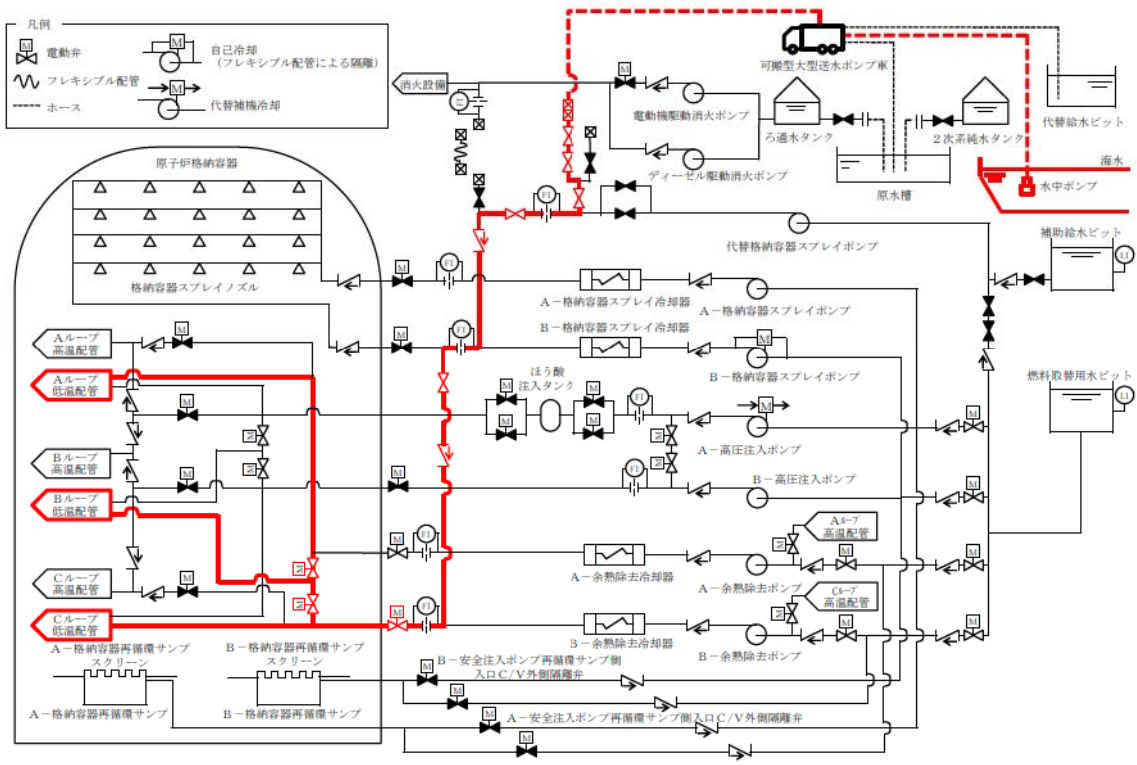 凡例
M
電動弁
フレキシブル配管
ホース
M
自己冷却
(フレキシブル配管による隔離)
M
代替補機冷却
可搬型大型送水ポンプ車
消火設備
M
FI
電動機駆動消火ポンプ
ディーゼル駆動消火ポンプ
ろ過水タンク
2次系純水タンク
代替給水ピット
原水槽
海水
水中ポンプ
原子炉格納容器
格納容器スプレイノズル
FI
代替格納容器スプレイポンプ
補助給水ピット
LI
M
FI
A-格納容器スプレイ冷却器
A-格納容器スプレイポンプ
B-格納容器スプレイ冷却器
M
FI
M
B-格納容器スプレイポンプ
燃料取替用水ピット
LI
Aループ
高温配管
M
Aループ
低温配管
M
M
M
ほう酸
注入タンク
M
M
M
FI
M
A-高圧注入ポンプ
M
M
M
Bループ
高温配管
M
M
M
M
FI
B-高圧注入ポンプ
M
Bループ
低温配管
Aループ
高温配管
M
FI
M
M
M
A-余熱除去冷却器
A-余熱除去ポンプ
M
Cループ
高温配管
M
M
Cループ
高温配管
Cループ
低温配管
M
FI
M
M
M
B-余熱除去冷却器
B-余熱除去ポンプ
A-格納容器再循環サンプ
スクリーン
B-格納容器再循環サンプ
スクリーン
B-安全注入ポンプ再循環サンプ側
入口C/V外側隔離弁
M
M
A-格納容器再循環サンプ
B-格納容器再循環サンプ
A-安全注入ポンプ再循環サンプ側入口C/V外側隔離弁
M
M